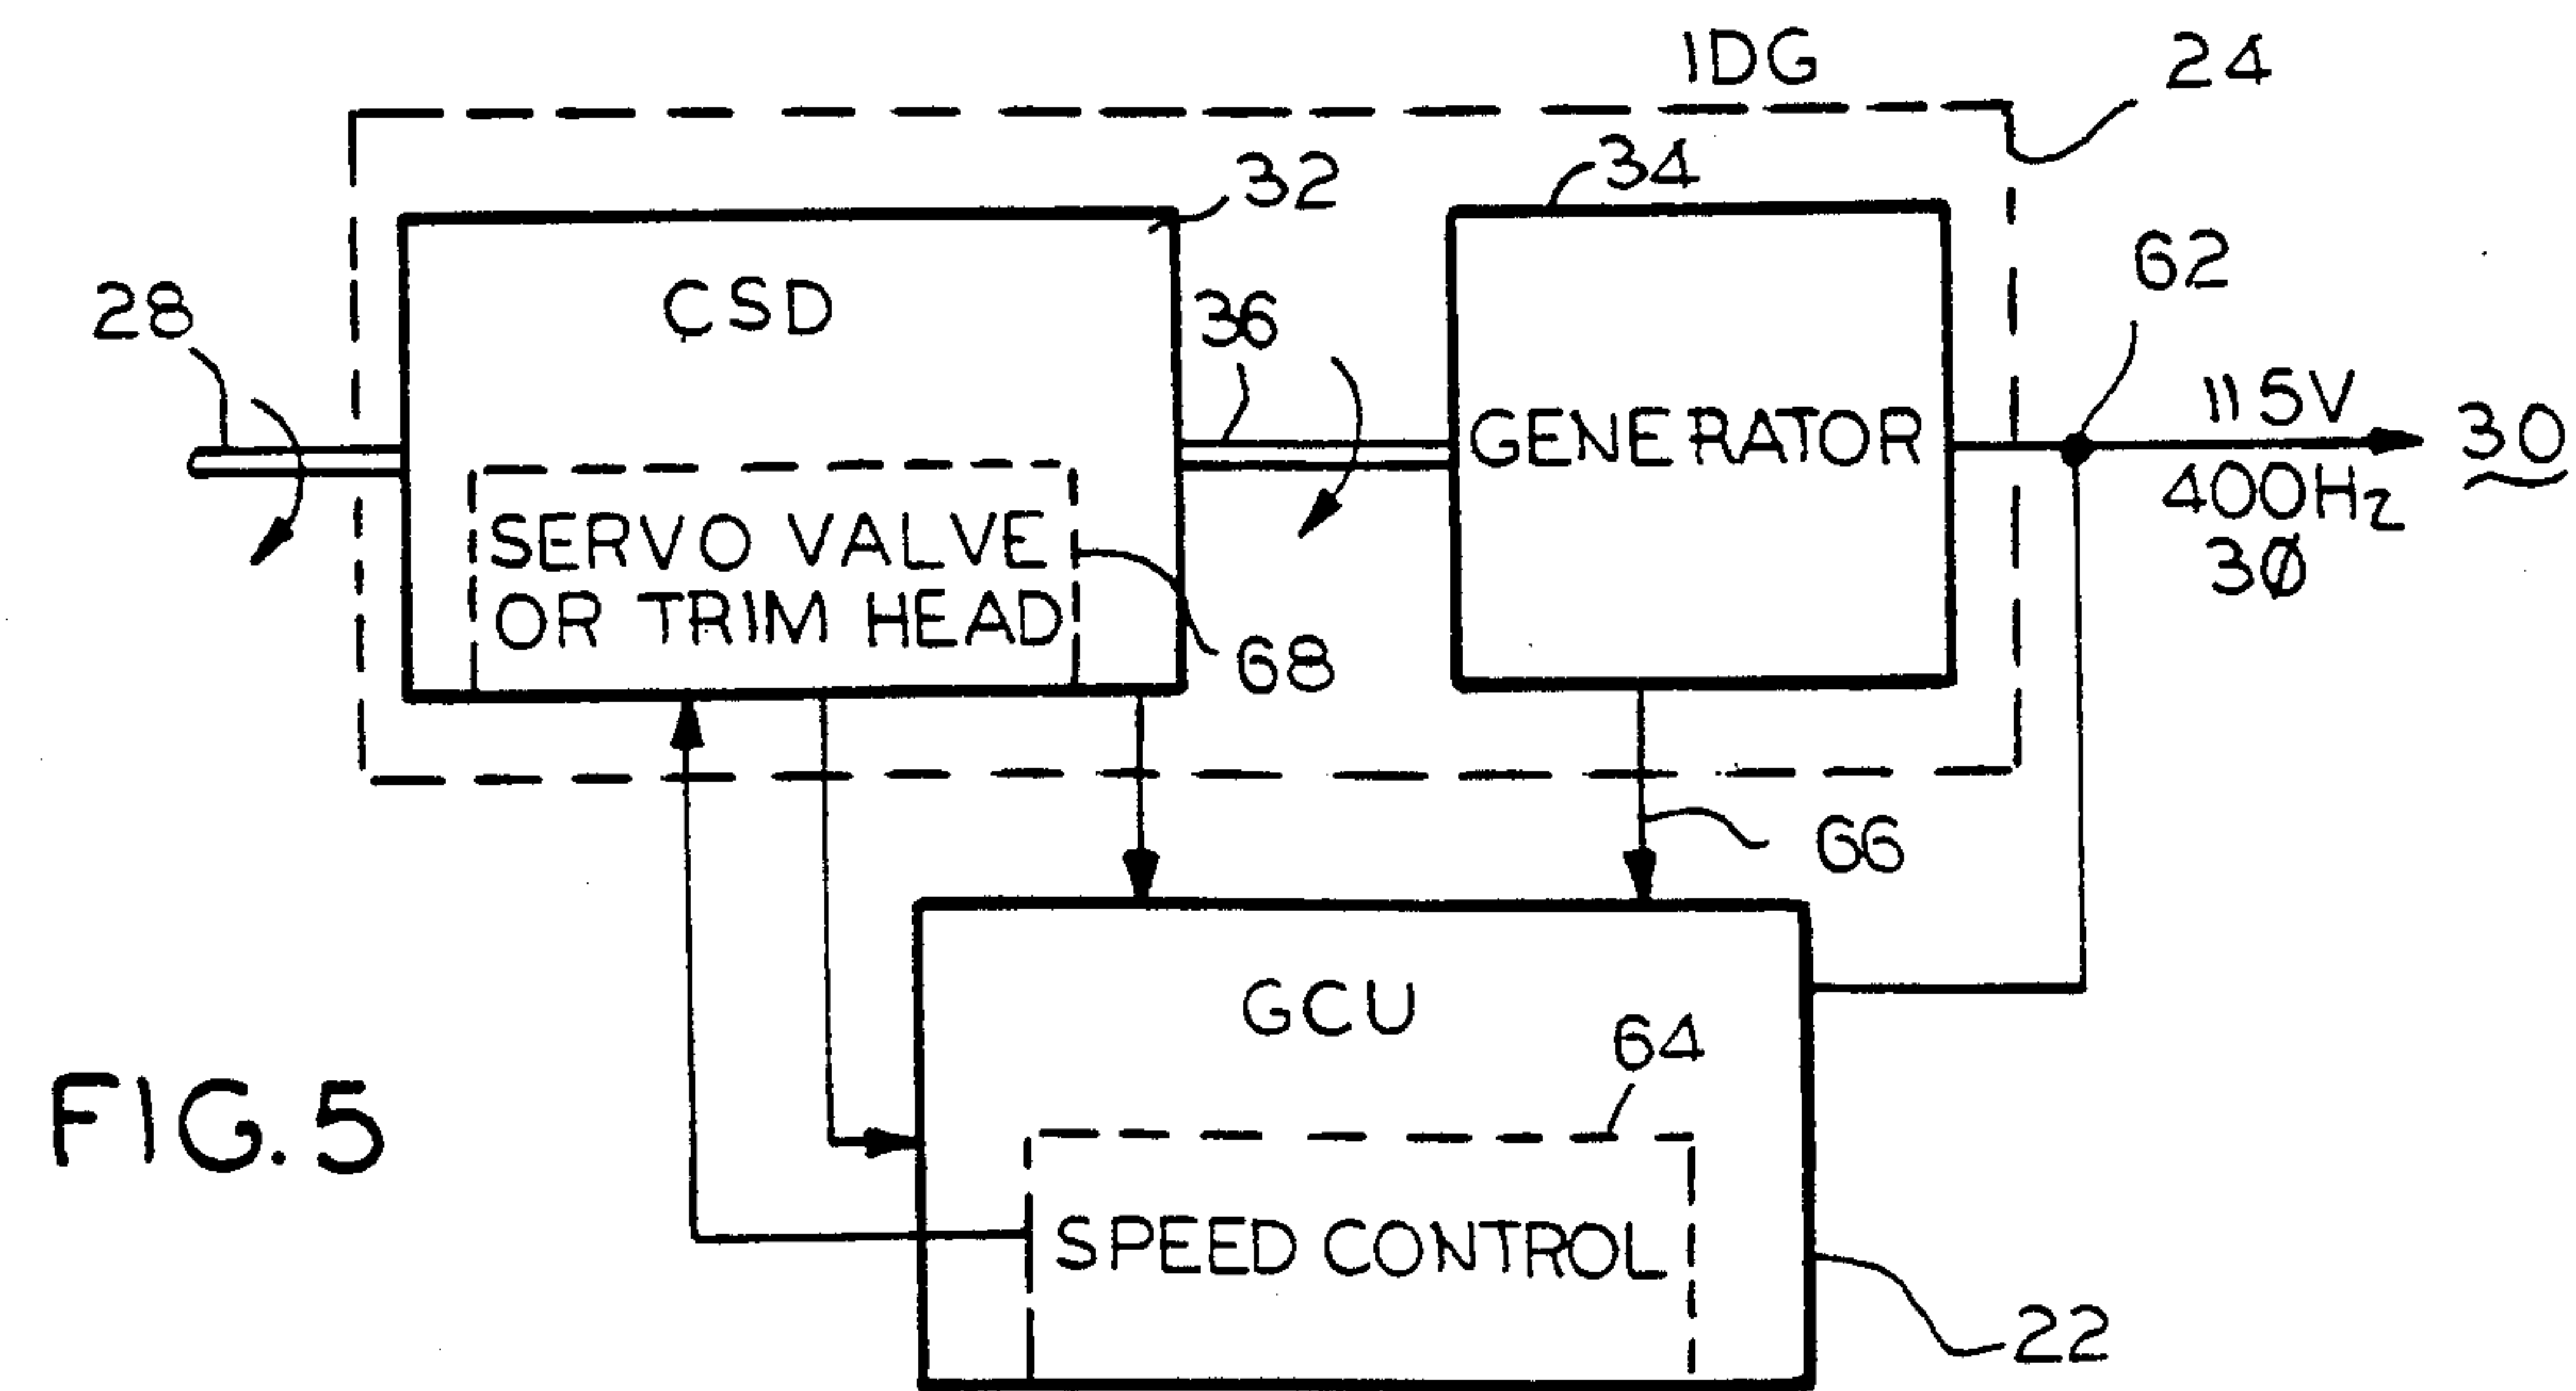 IDG
24
32
34
CSD
28
36
62
GENERATOR
115V
400Hz
3Ø
30
SERVO VALVE
OR TRIM HEAD
68
66
GCU
64
SPEED CONTROL
22
FIG. 5